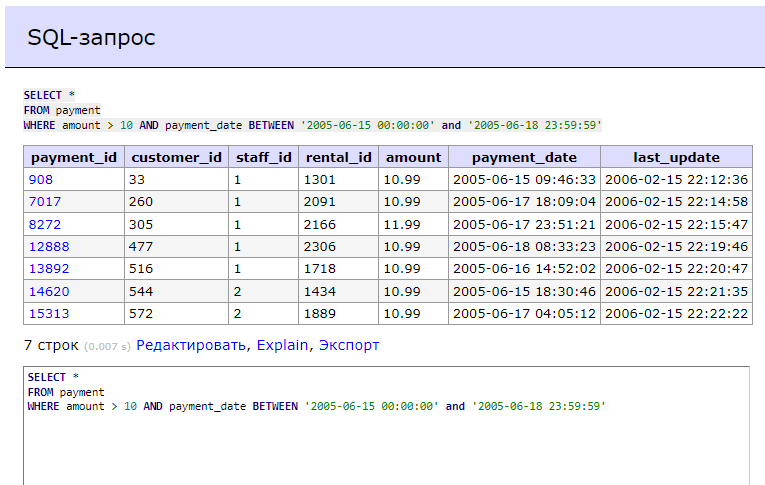 SQL-запрос
SELECT *
FROM payment
WHERE amount > 10 AND payment_date BETWEEN '2005-06-15 00:00:00' and '2005-06-18 23:59:59'
payment_id customer_id staff_id rental_id amount payment_date last_update
908 33 1 1301 10.99 2005-06-15 09:46:33 2006-02-15 22:12:36
7017 260 1 2091 10.99 2005-06-17 18:09:04 2006-02-15 22:14:58
8272 305 1 2166 11.99 2005-06-17 23:51:21 2006-02-15 22:15:47
12888 477 1 2306 10.99 2005-06-18 08:33:23 2006-02-15 22:19:46
13892 516 1 1718 10.99 2005-06-16 14:52:02 2006-02-15 22:20:47
14620 544 2 1434 10.99 2005-06-15 18:30:46 2006-02-15 22:21:35
15313 572 2 1889 10.99 2005-06-17 04:05:12 2006-02-15 22:22:22
7 строк (0.007 s) Редактировать, Explain, Экспорт
SELECT *
FROM payment
WHERE amount > 10 AND payment_date BETWEEN '2005-06-15 00:00:00' and '2005-06-18 23:59:59'